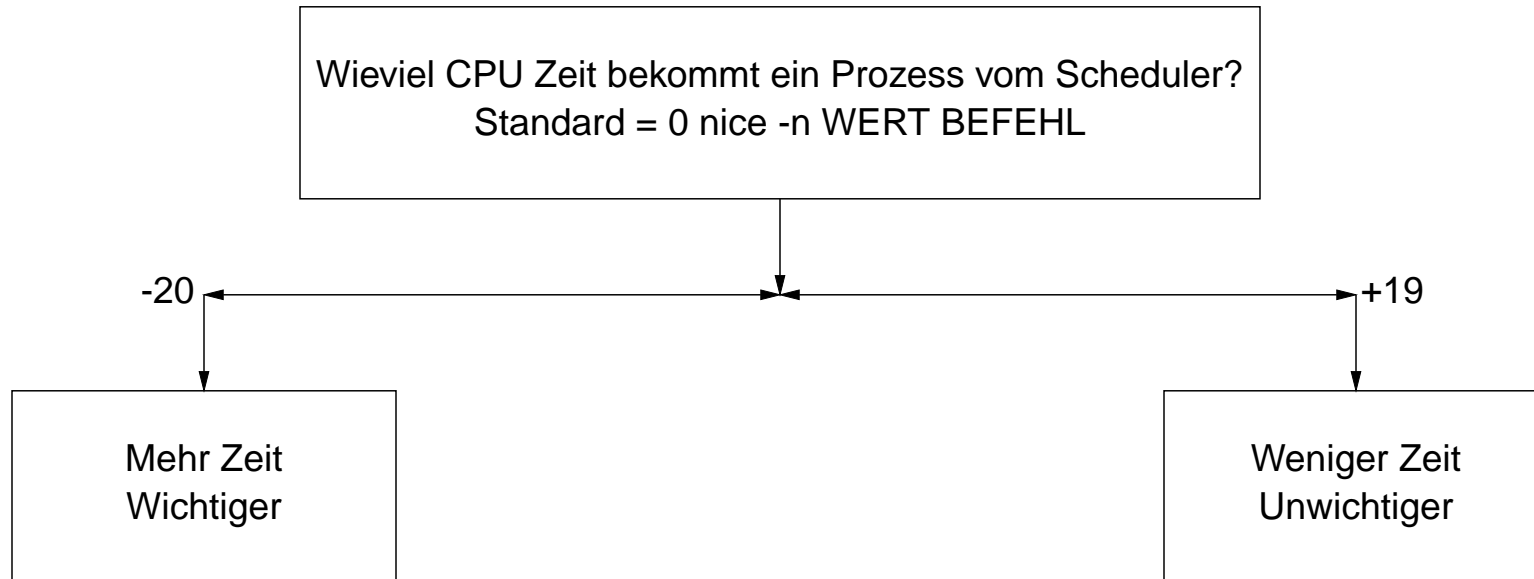 Wieviel CPU Zeit bekommt ein Prozess vom Scheduler?
Standard = 0 nice -n WERT BEFEHL
-20
+19
Mehr Zeit
Wichtiger
Weniger Zeit
Unwichtiger